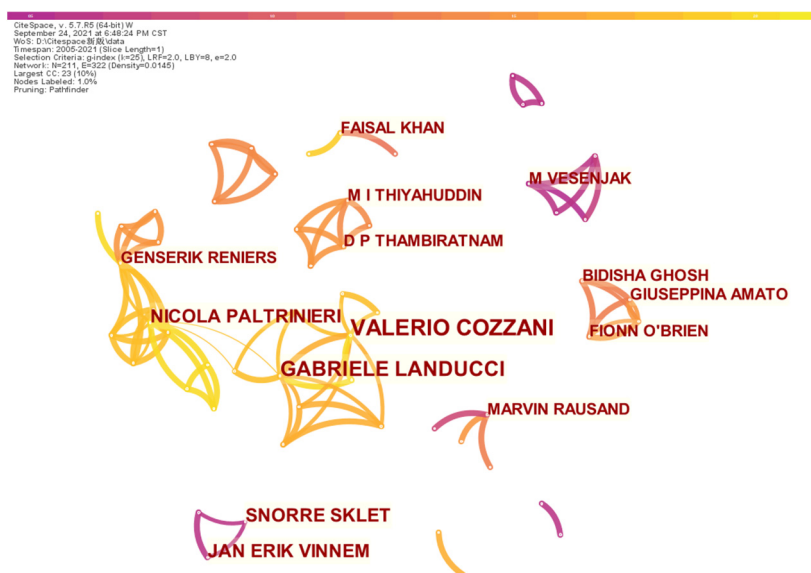 CiteSpace, v. 5.7.R5 (64-bit) W
September 24, 2021 at 6:48:24 PM CST
WoS: D:\Citespace新版\data
Timespan: 2005-2021 (Slice Length=1)
Selection Criteria: g-index (k=25), LRF=2.0, LBY=8, e=2.0
Network: N=211, E=322 (Density=0.0145)
Largest CC: 23 (10%)
Nodes Labeled: 1.0%
Pruning: Pathfinder
FAISAL KHAN
M VESENJAK
M I THIYAHUDDIN
D P THAMBIRATNAM
GENSERIK RENIERS
BIDISHA GHOSH
GIUSEPPINA AMATO
NICOLA PALTRINIERI
VALERIO COZZANI
FIONN O'BRIEN
GABRIELE LANDUCCI
MARVIN RAUSAND
SNORRE SKLET
JAN ERIK VINNEM